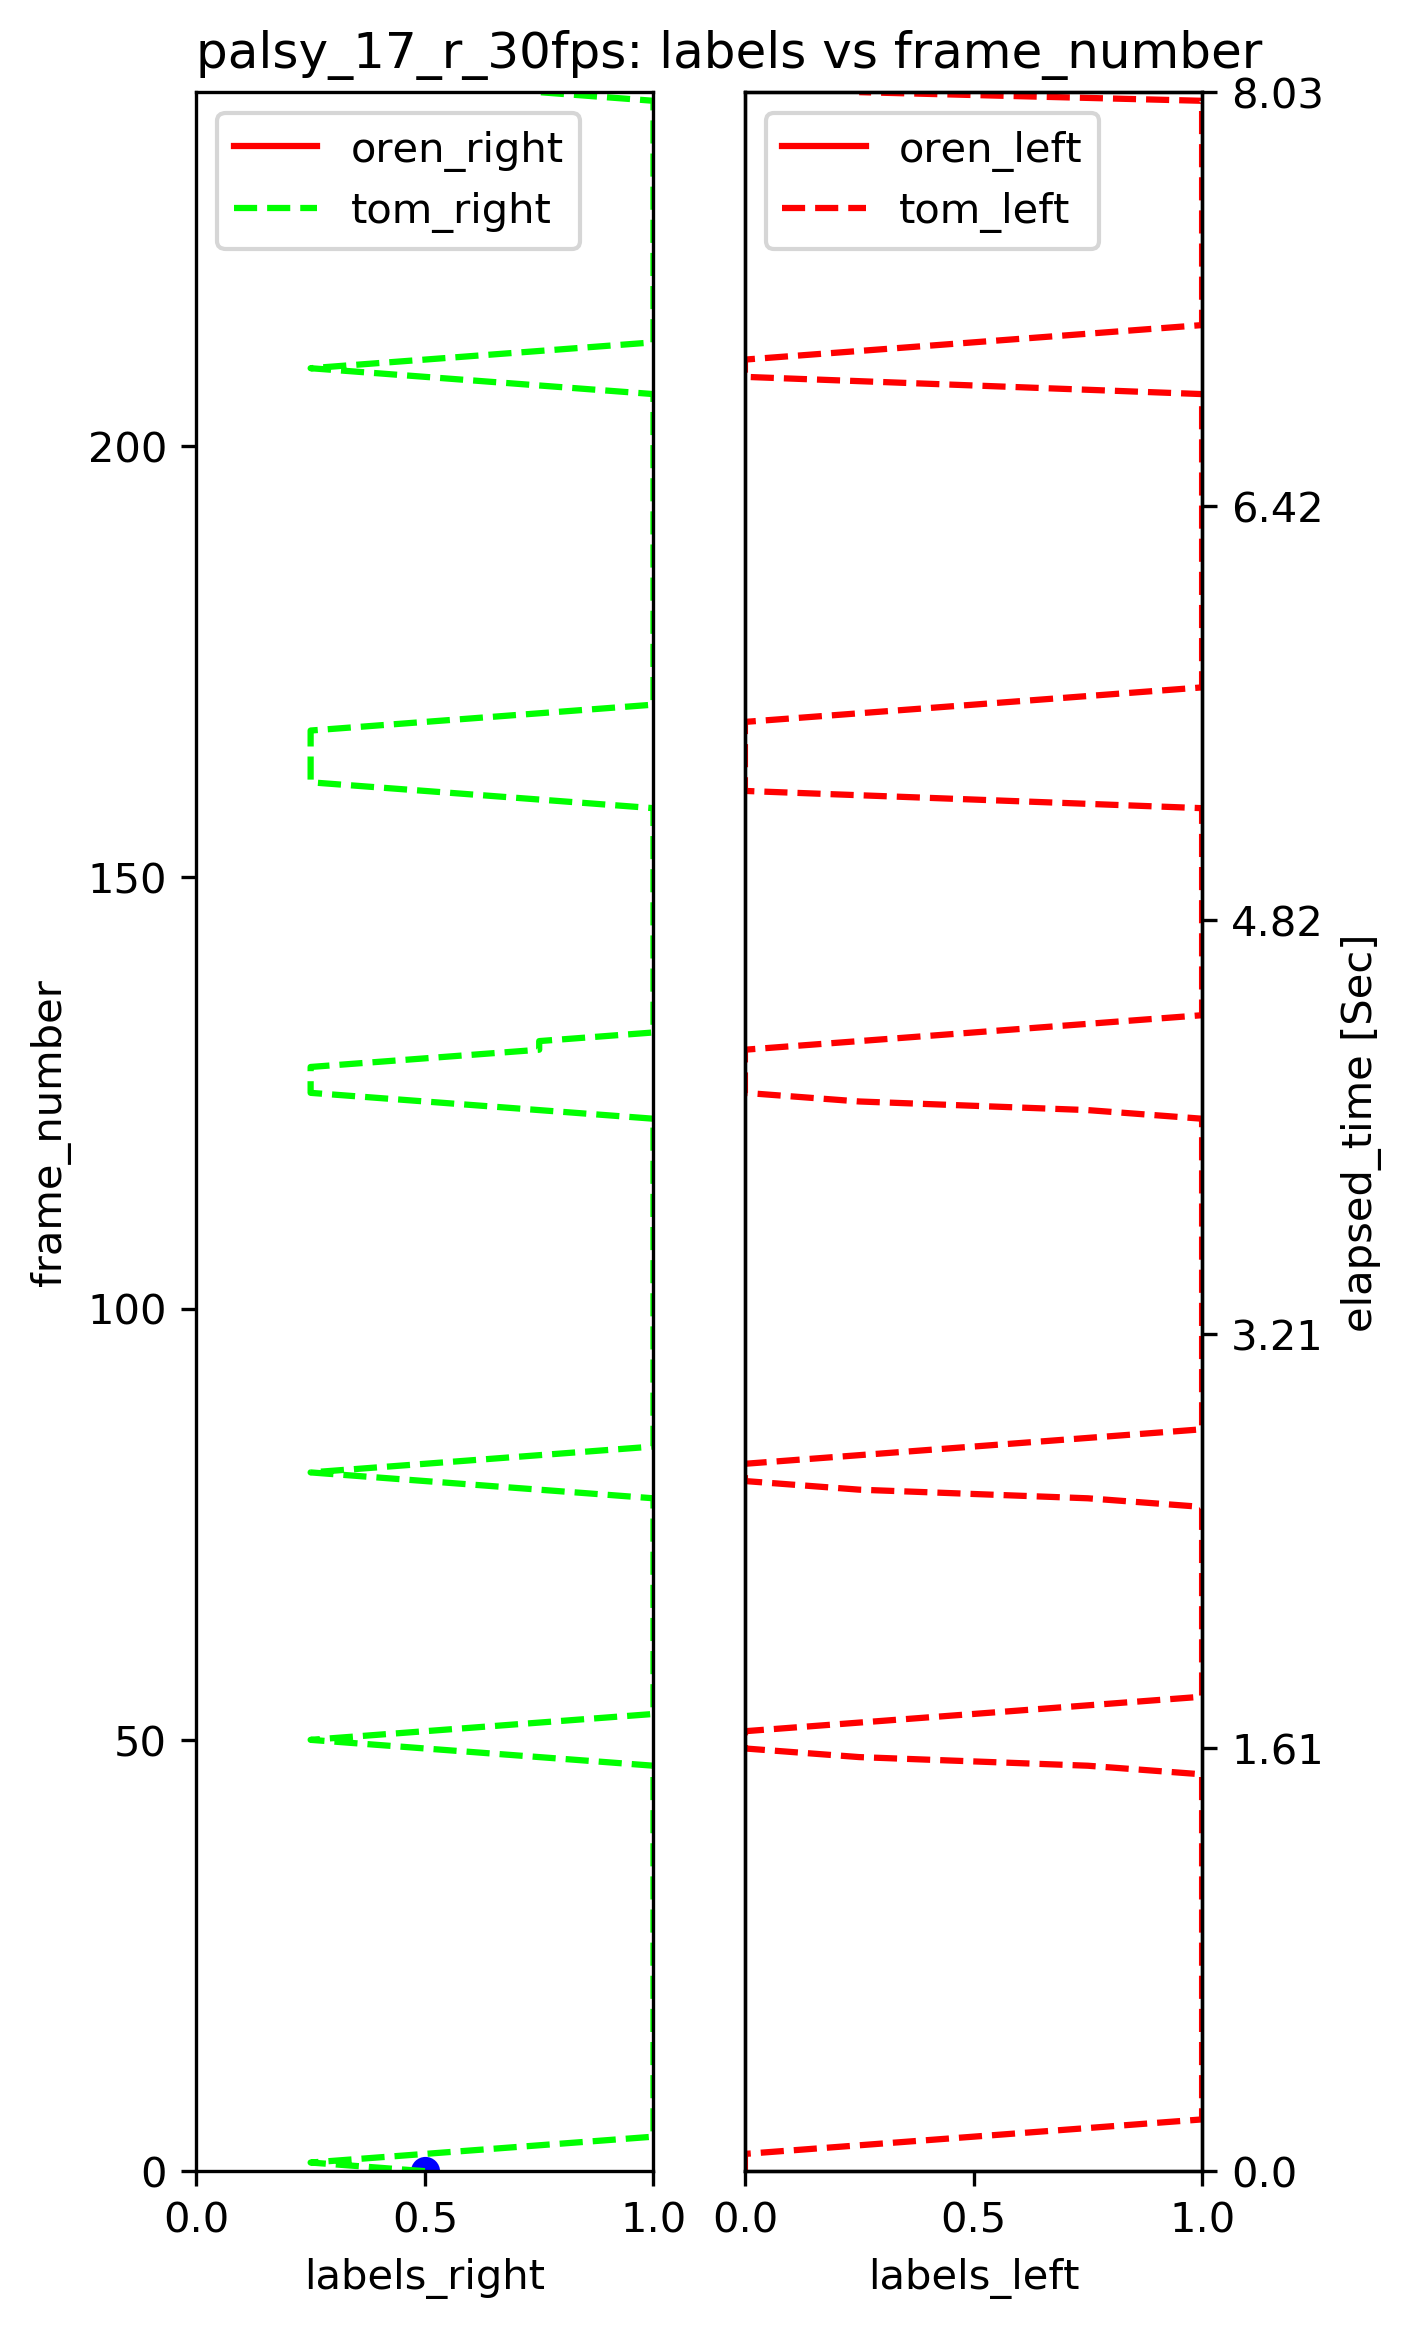 palsy_17_r_30fps: labels vs frame_number
oren_right
tom_right
oren_left
tom_left
frame_number
200
150
100
50
0
0.0 0.5 1.0
labels_right
0.0 0.5 1.0
labels_left
8.03
6.42
4.82
3.21
1.61
0.0
elapsed_time [Sec]